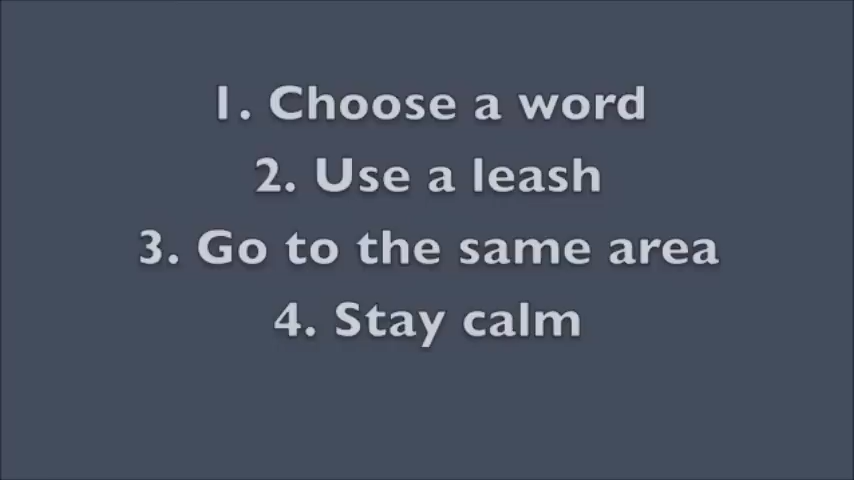 1. Choose a word
2. Use a leash
3. Go to the same area
4. Stay calm